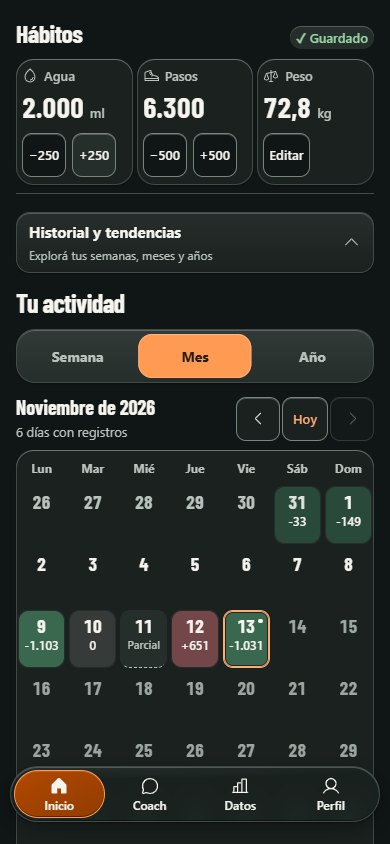 Hábitos
✓ Guardado
Agua
Pasos
Peso
2.000 ml
6.300
72,8 kg
−250
+250
−500
+500
Editar
Historial y tendencias
Explorá tus semanas, meses y años
Tu actividad
Semana
Mes
Año
Noviembre de 2026
6 días con registros
Hoy
Lun Mar Mié Jue Vie Sáb Dom
26 27 28 29 30 31 1
-33 -149
2 3 4 5 6 7 8
9 10 11 12 13 14 15
-1.103 0 Parcial +651 -1.031
16 17 18 19 20 21 22
23 24 25 26 27 28 29
Inicio
Coach
Datos
Perfil